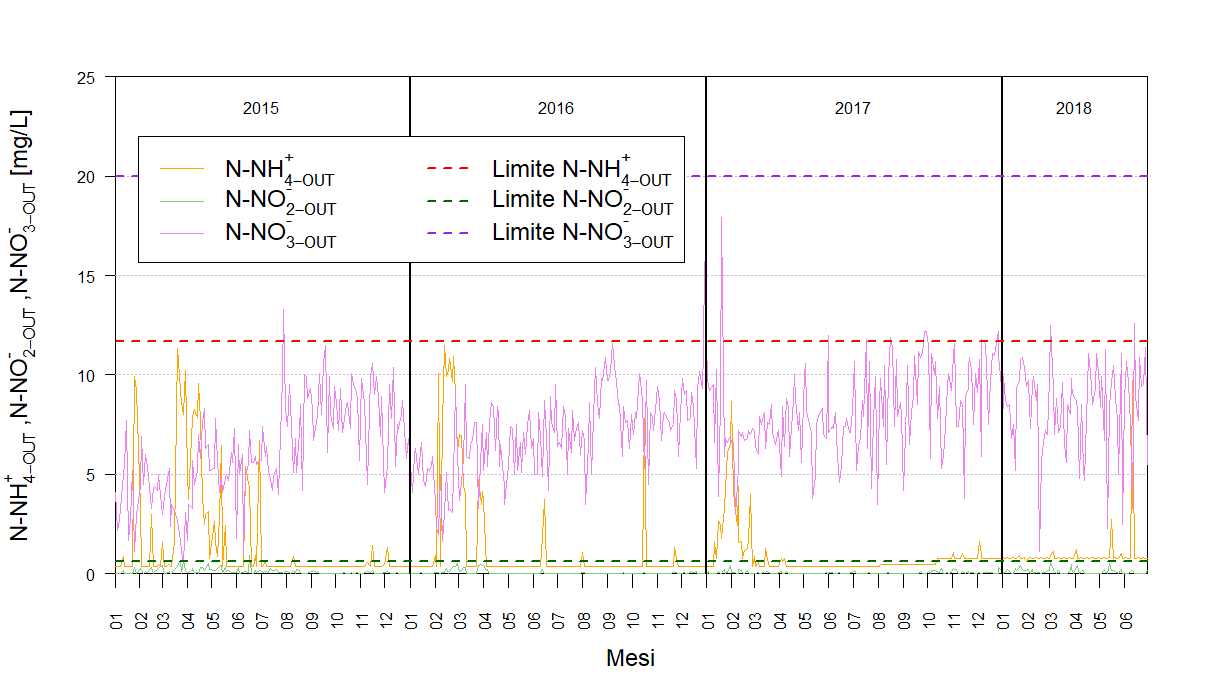 N-NH₄₋OUT⁺ , N-NO₂₋OUT⁻ , N-NO₃₋OUT⁻ [mg/L]
25
20
15
10
5
0
2015 2016 2017 2018
N-NH₄₋OUT⁺ Limite N-NH₄₋OUT⁺
N-NO₂₋OUT⁻ Limite N-NO₂₋OUT⁻
N-NO₃₋OUT⁻ Limite N-NO₃₋OUT⁻
01 02 03 04 05 06 07 08 09 10 11 12 01 02 03 04 05 06 07 08 09 10 11 12 01 02 03 04 05 06 07 08 09 10 11 12 01 02 03 04 05 06
Mesi